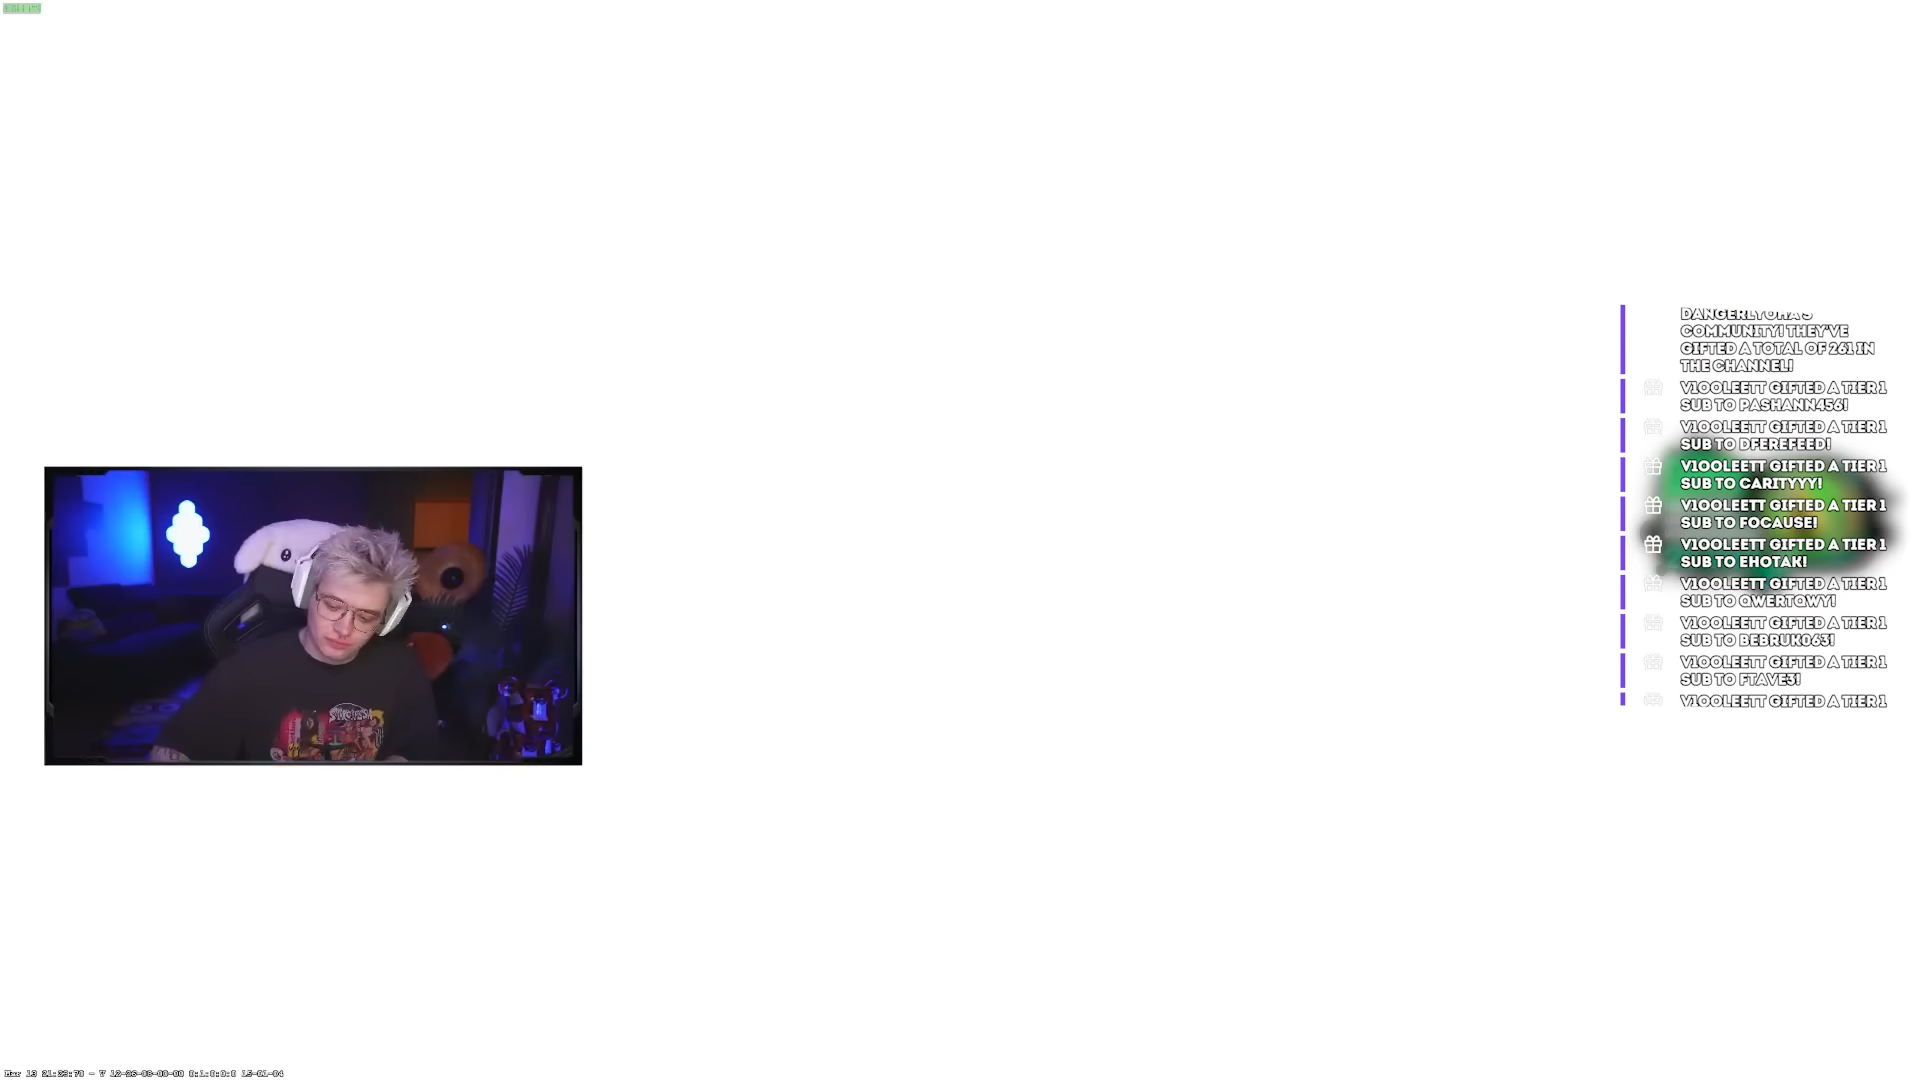 COMMUNITY! THEY'VE
GIFTED A TOTAL OF 261 IN
THE CHANNEL!
V1OOLEETT GIFTED A TIER 1
SUB TO PASHANN456!
V1OOLEETT GIFTED A TIER 1
SUB TO DFEREFEED!
V1OOLEETT GIFTED A TIER 1
SUB TO CARITYYY!
V1OOLEETT GIFTED A TIER 1
SUB TO FOCAUSE!
V1OOLEETT GIFTED A TIER 1
SUB TO EHOTAK!
V1OOLEETT GIFTED A TIER 1
SUB TO QWERTQWY!
V1OOLEETT GIFTED A TIER 1
SUB TO BEBRUK063!
V1OOLEETT GIFTED A TIER 1
SUB TO FTAVE3!
V1OOLEETT GIFTED A TIER 1